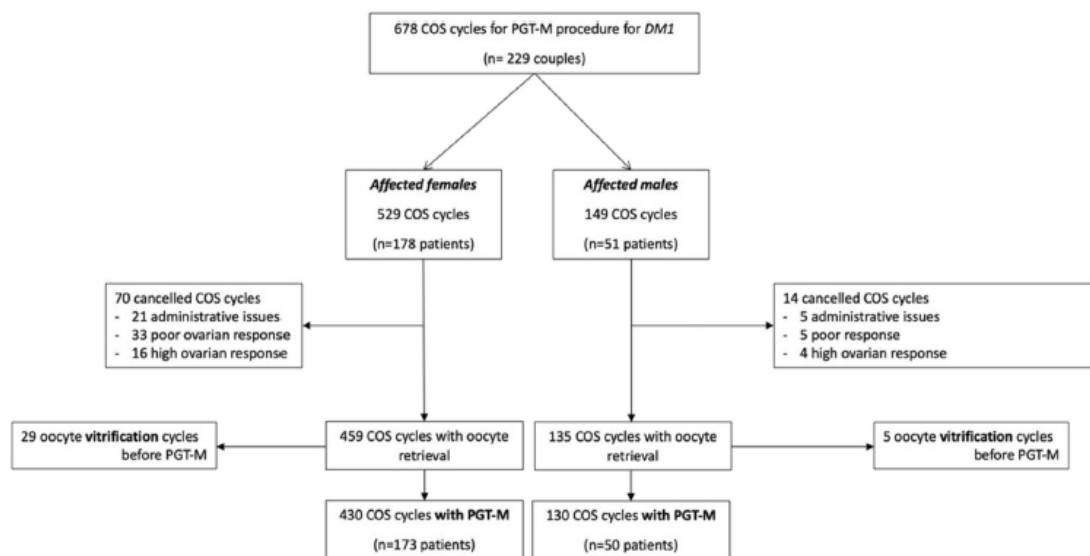 678 COS cycles for PGT-M procedure for DM1
(n= 229 couples)
Affected females
529 COS cycles
(n=178 patients)
Affected males
149 COS cycles
(n=51 patients)
70 cancelled COS cycles
- 21 administrative issues
- 33 poor ovarian response
- 16 high ovarian response
14 cancelled COS cycles
- 5 administrative issues
- 5 poor response
- 4 high ovarian response
29 oocyte vitrification cycles
before PGT-M
459 COS cycles with oocyte
retrieval
135 COS cycles with oocyte
retrieval
5 oocyte vitrification cycles
before PGT-M
430 COS cycles with PGT-M
(n=173 patients)
130 COS cycles with PGT-M
(n=50 patients)